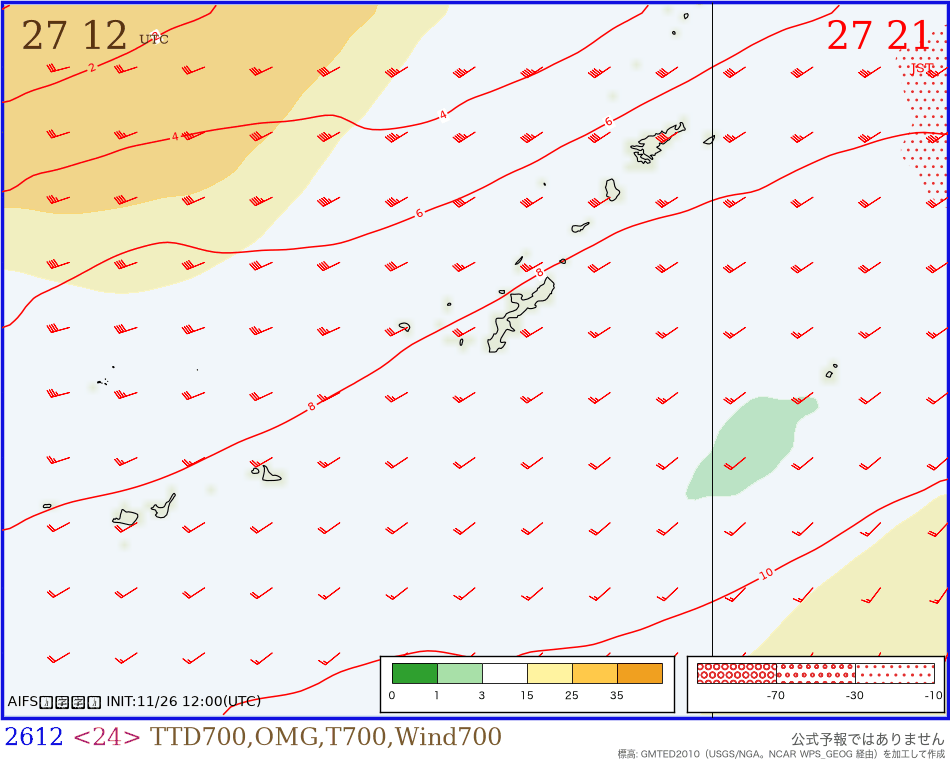 27 12 UTC
27 21
JST
2
2
4
4
6
6
8
8
10
0 1 3 15 25 35
-70 -30 -10
AIFS INIT:11/26 12:00(UTC)
2612 <24> TTD700,OMG,T700,Wind700
公式予報ではありません
標高: GMTED2010（USGS/NGA。NCAR WPS_GEOG 経由）を加工して作成